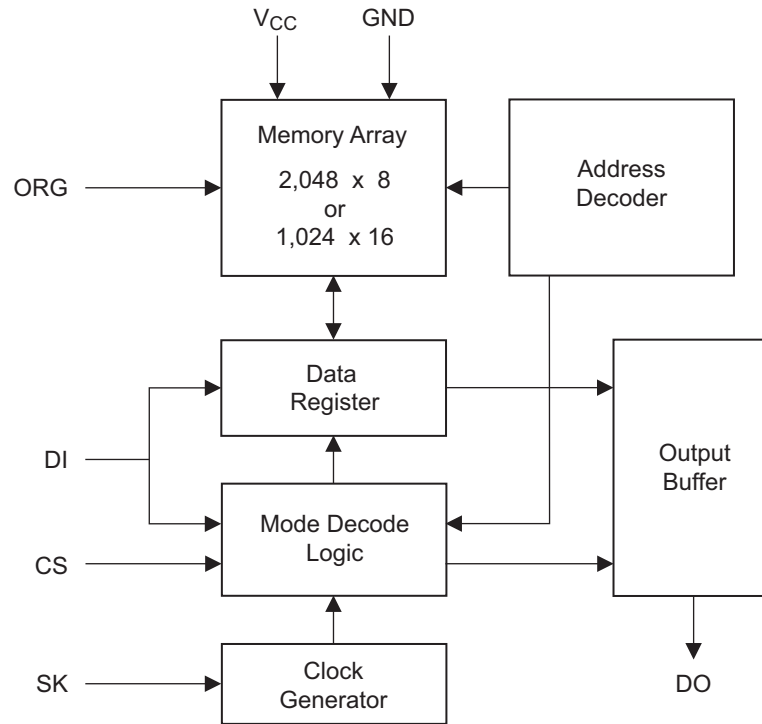 VCC
GND
Memory Array
2,048 x 8
or
1,024 x 16
ORG
Address
Decoder
Data
Register
DI
Output
Buffer
Mode Decode
Logic
CS
SK
Clock
Generator
DO